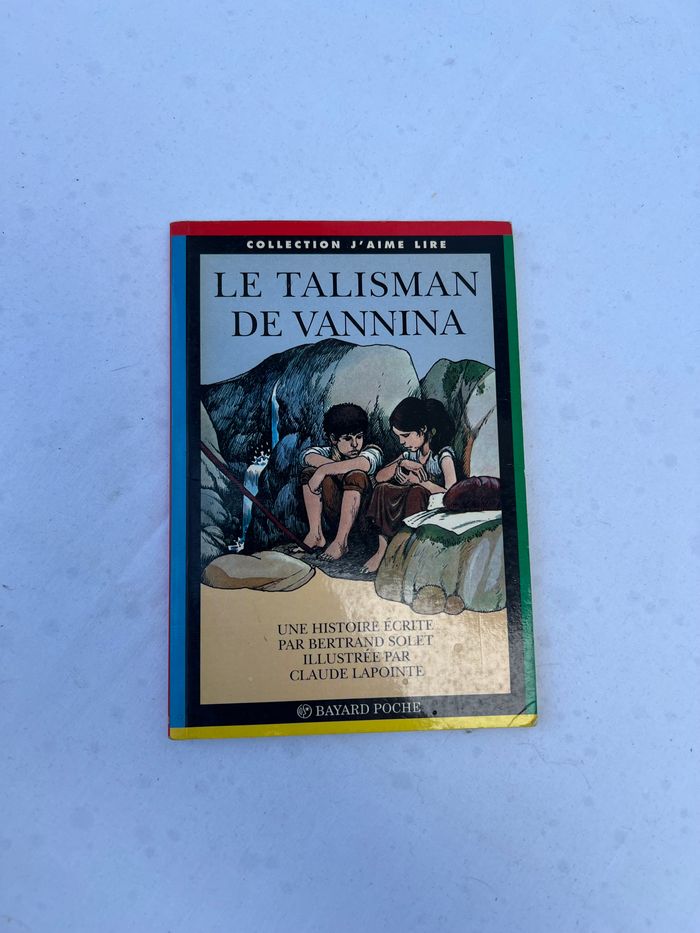 COLLECTION J'AIME LIRE
LE TALISMAN
DE VANNINA
UNE HISTOIRE ÉCRITE
PAR BERTRAND SOLET
ILLUSTRÉE PAR
CLAUDE LAPOINTE
BAYARD POCHE